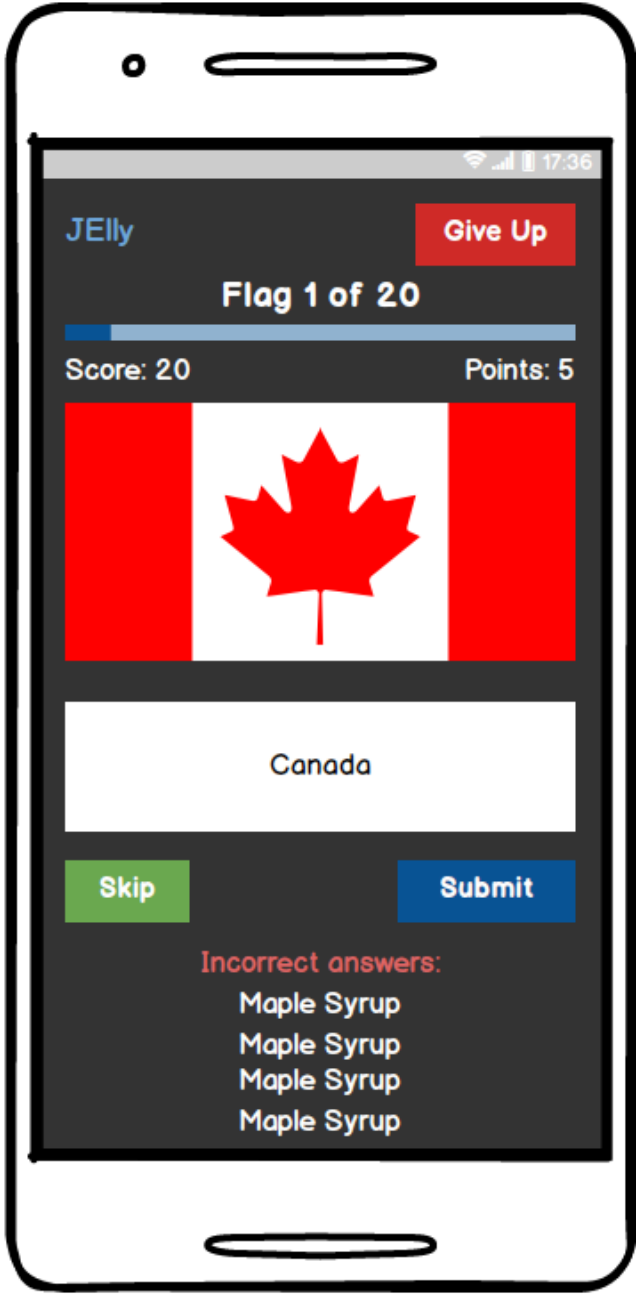 17:36
JElly
Give Up
Flag 1 of 20
Score: 20
Points: 5
Canada
Skip
Submit
Incorrect answers:
Maple Syrup
Maple Syrup
Maple Syrup
Maple Syrup